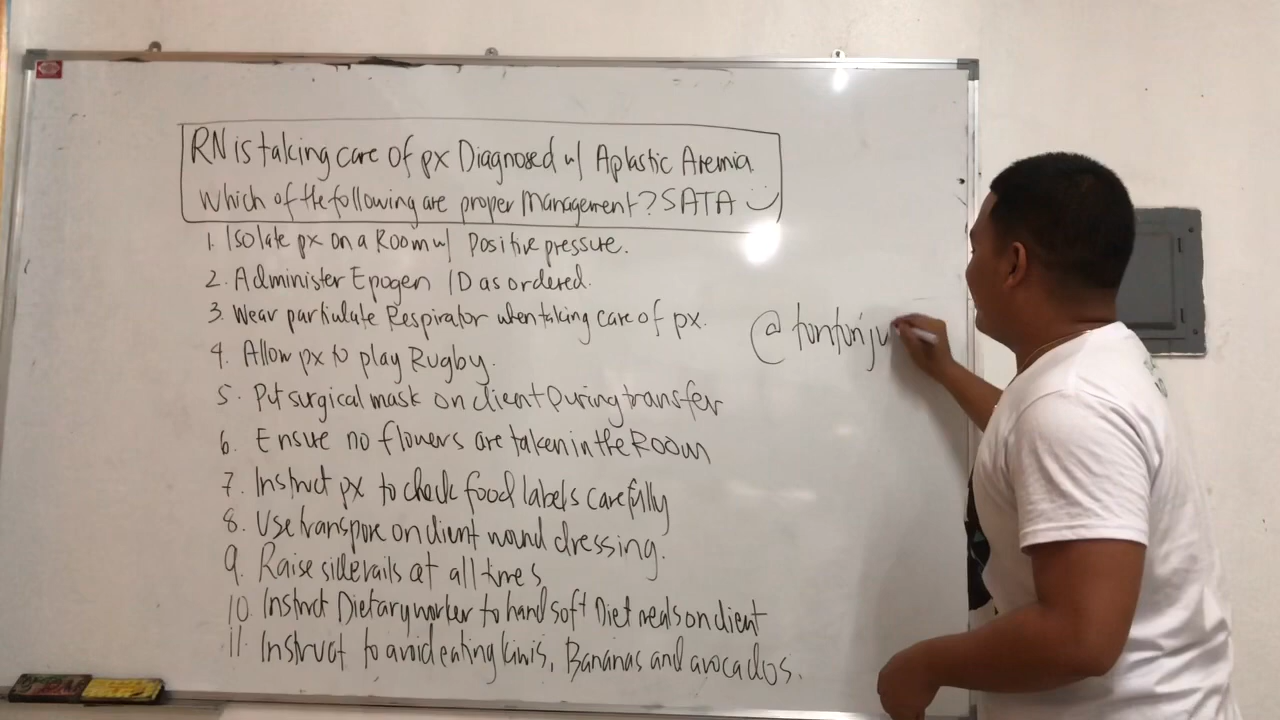 RN is taking care of px Diagnosed w/ Aplastic Anemia.
Which of the following are proper Management? SATA
1. Isolate px on a Room w/ Positive pressure.
2. Administer Epogen ID as ordered.
3. Wear particulate Respirator when taking care of px.
4. Allow px to play Rugby.
5. Put surgical mask on client During transfer
6. Ensure no flowers are taken in the Room
7. Instruct px to check food labels carefully
8. Use transpore on client wound dressing.
9. Raise siderails at all times
10. Instruct Dietary worker to hand soft Diet meals on client
11. Instruct to avoid eating kiwis, Bananas and avocados.
@tontonju